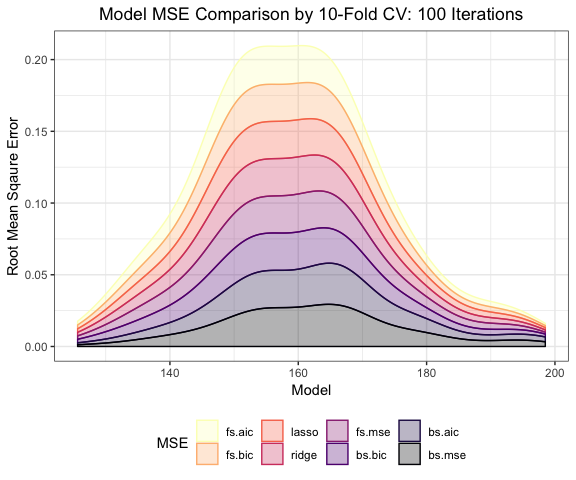 Model MSE Comparison by 10-Fold CV: 100 Iterations
Root Mean Sqaure Error
0.20
0.15
0.10
0.05
0.00
140 160 180 200
Model
MSE
fs.aic lasso fs.mse bs.aic
fs.bic ridge bs.bic bs.mse